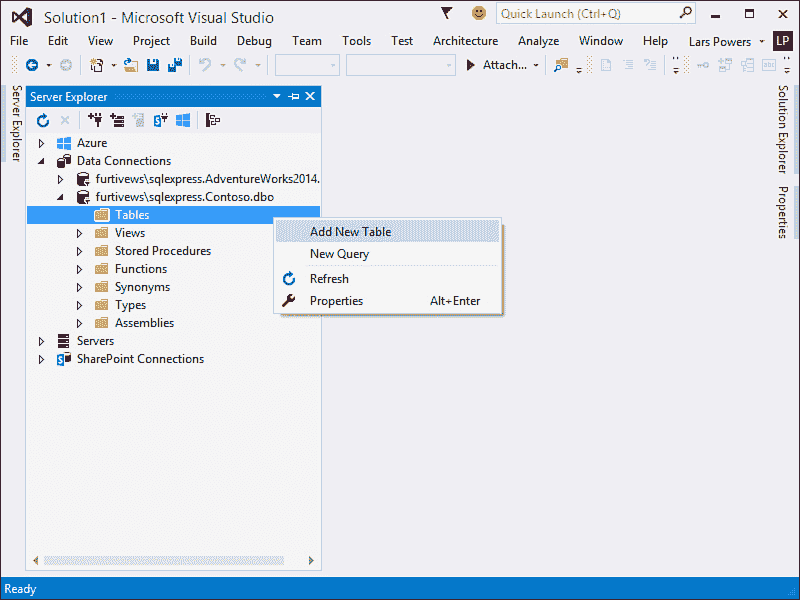 Solution1 - Microsoft Visual Studio
Quick Launch (Ctrl+Q)
File Edit View Project Build Debug Team Tools Test Architecture Analyze Window Help Lars Powers LP
Attach...
Server Explorer
Server Explorer
Solution Explorer
Properties
Azure
Data Connections
furtivews\sqlexpress.AdventureWorks2014.
furtivews\sqlexpress.Contoso.dbo
Tables
Views
Stored Procedures
Functions
Synonyms
Types
Assemblies
Servers
SharePoint Connections
Add New Table
New Query
Refresh
Properties Alt+Enter
Ready